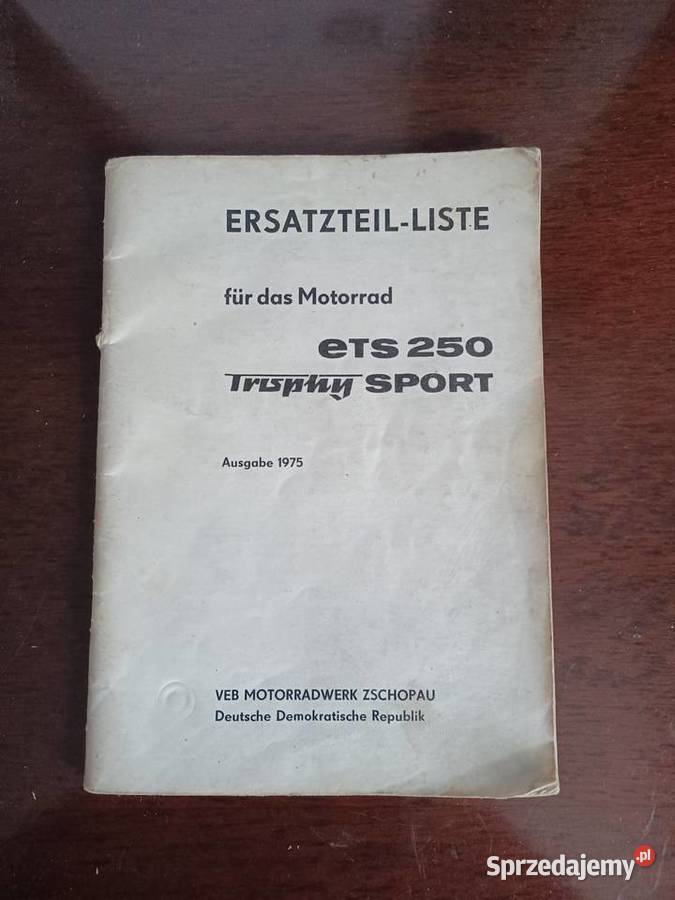 ERSATZTEIL-LISTE
für das Motorrad
eTS 250
Trophy SPORT
Ausgabe 1975
VEB MOTORRADWERK ZSCHOPAU
Deutsche Demokratische Republik
Sprzedajemy.pl